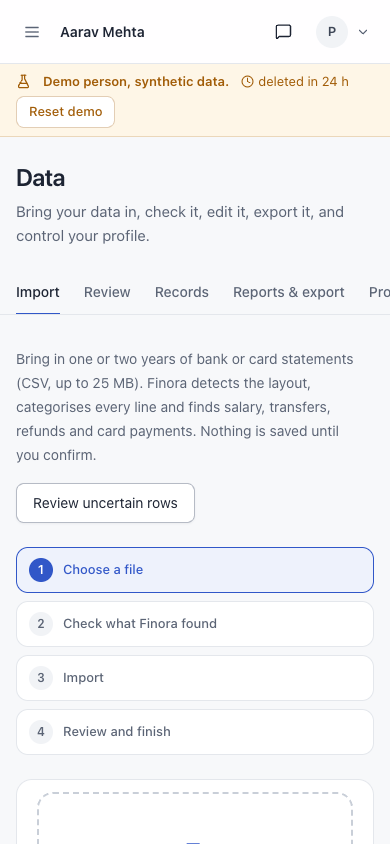 Aarav Mehta
P
Demo person, synthetic data. deleted in 24 h
Reset demo
Data
Bring your data in, check it, edit it, export it, and
control your profile.
Import Review Records Reports & export Pro
Bring in one or two years of bank or card statements
(CSV, up to 25 MB). Finora detects the layout,
categorises every line and finds salary, transfers,
refunds and card payments. Nothing is saved until
you confirm.
Review uncertain rows
1 Choose a file
2 Check what Finora found
3 Import
4 Review and finish